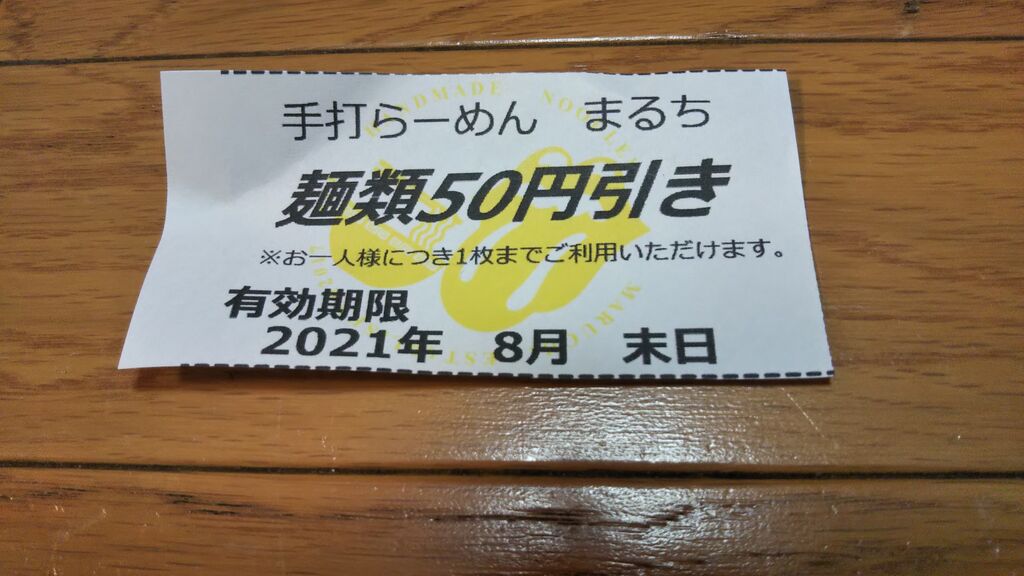 手打らーめん　まるち
麺類50円引き
※お一人様につき1枚までご利用いただけます。
有効期限
2021年　8月　末日
HANDMADE NOODLE